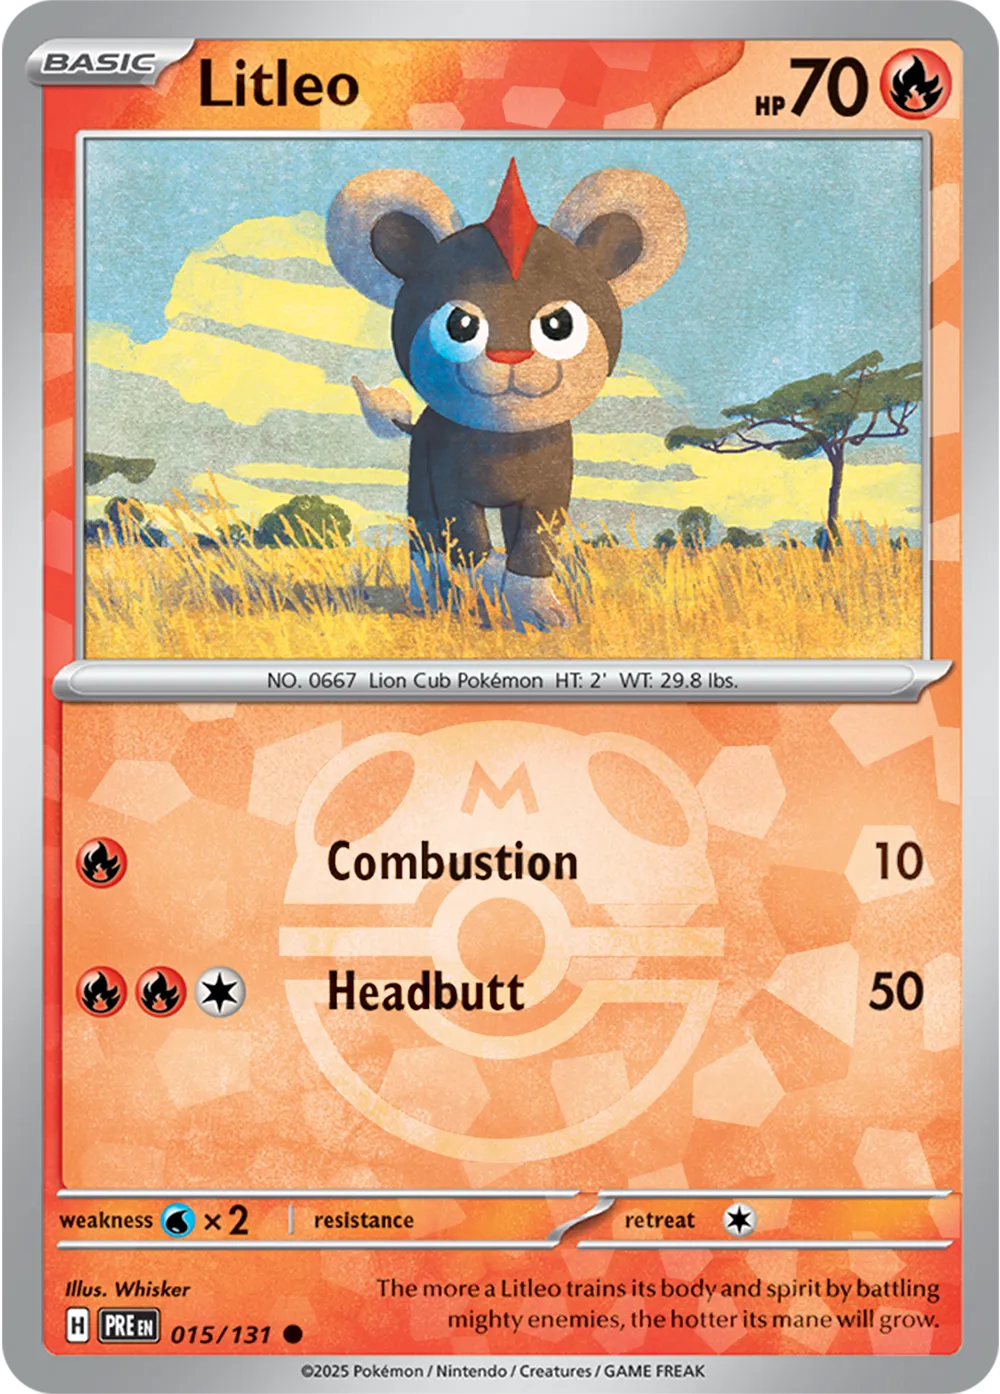 BASIC
Litleo
HP 70
NO. 0667 Lion Cub Pokémon HT: 2' WT: 29.8 lbs.
M
Combustion 10
Headbutt 50
weakness ×2 resistance retreat
Illus. Whisker
The more a Litleo trains its body and spirit by battling
mighty enemies, the hotter its mane will grow.
H PRE EN 015/131
©2025 Pokémon / Nintendo / Creatures / GAME FREAK